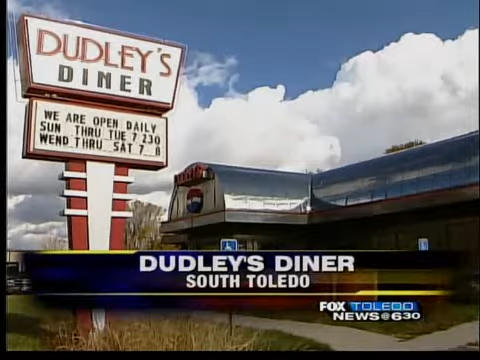 DUDLEY'S
DINER
WE ARE OPEN DAILY
SUN THRU TUE 7 230
WEND THRU SAT 7 8
DUDLEY'S DINER
SOUTH TOLEDO
FOX TOLEDO
NEWS@630